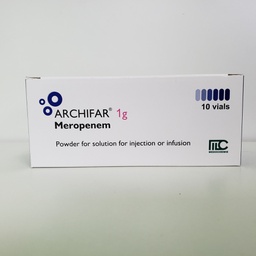 ARCHIFAR® 1g
10 vials
Meropenem
Powder for solution for injection or infusion